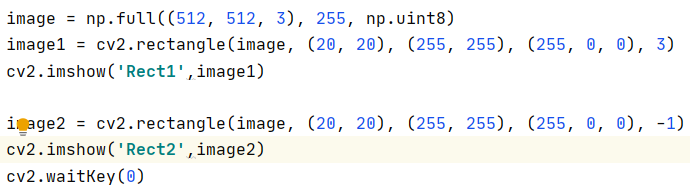 image = np.full((512, 512, 3), 255, np.uint8)
image1 = cv2.rectangle(image, (20, 20), (255, 255), (255, 0, 0), 3)
cv2.imshow('Rect1',image1)
image2 = cv2.rectangle(image, (20, 20), (255, 255), (255, 0, 0), -1)
cv2.imshow('Rect2',image2)
cv2.waitKey(0)